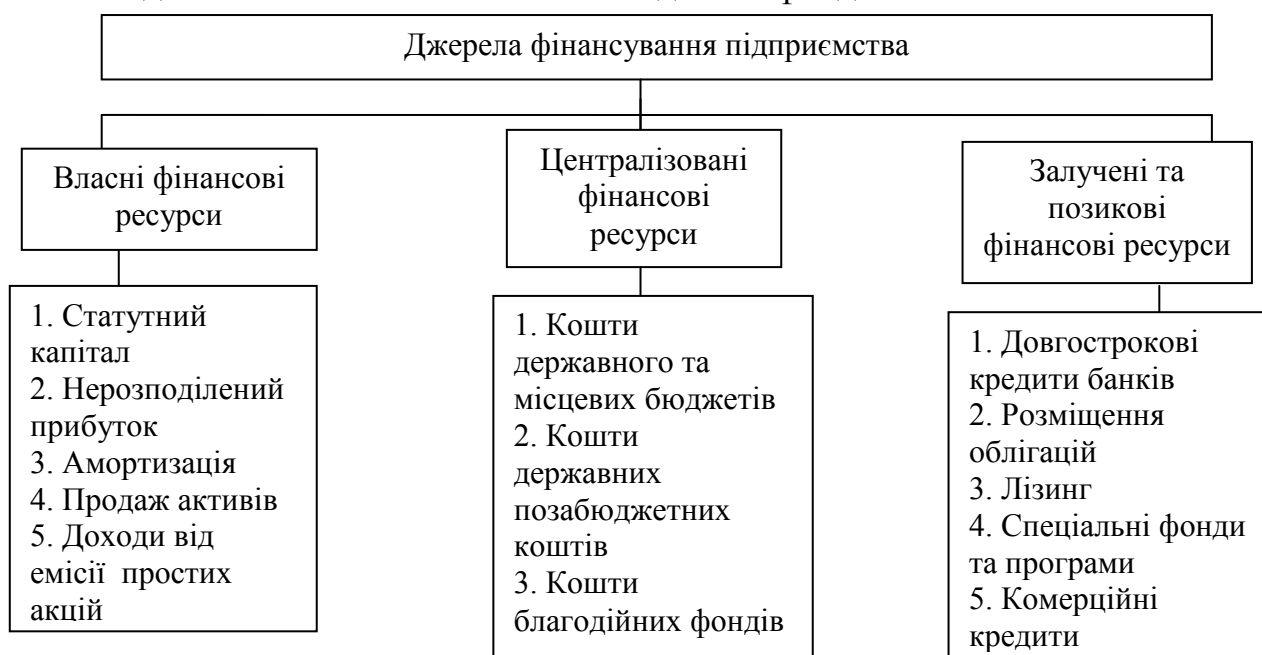 Джерела фінансування підприємства
Власні фінансові
ресурси
Централізовані
фінансові
ресурси
Залучені та
позикові
фінансові ресурси
1. Статутний
капітал
2. Нерозподілений
прибуток
3. Амортизація
4. Продаж активів
5. Доходи від
емісії простих
акцій
1. Кошти
державного та
місцевих бюджетів
2. Кошти
державних
позабюджетних
коштів
3. Кошти
благодійних фондів
1. Довгострокові
кредити банків
2. Розміщення
облігацій
3. Лізинг
4. Спеціальні фонди
та програми
5. Комерційні
кредити